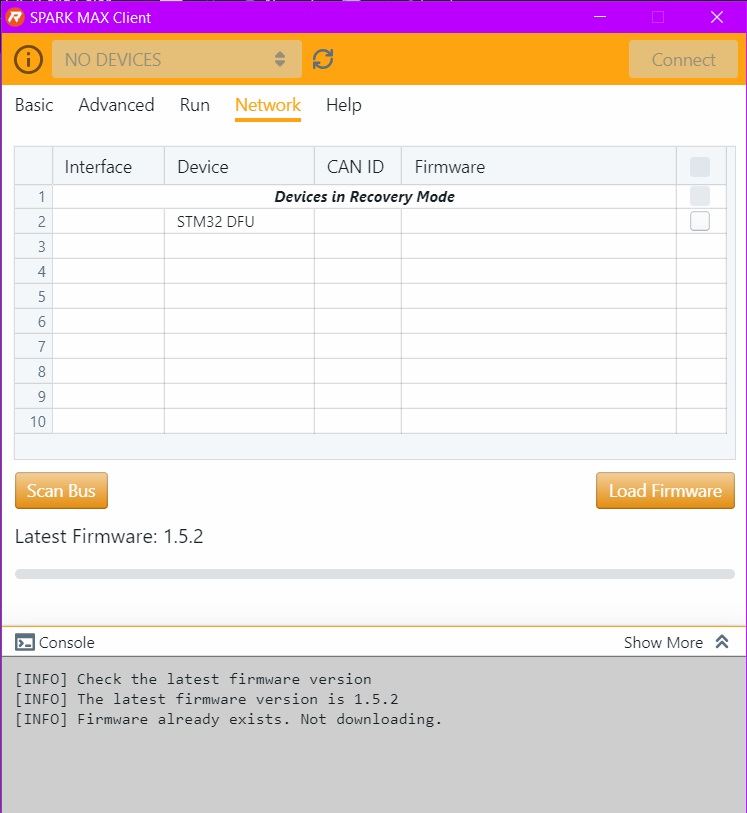 SPARK MAX Client
NO DEVICES
Connect
Basic Advanced Run Network Help
Interface Device CAN ID Firmware
1 Devices in Recovery Mode
2 STM32 DFU
3
4
5
6
7
8
9
10
Scan Bus Load Firmware
Latest Firmware: 1.5.2
Console Show More
[INFO] Check the latest firmware version
[INFO] The latest firmware version is 1.5.2
[INFO] Firmware already exists. Not downloading.